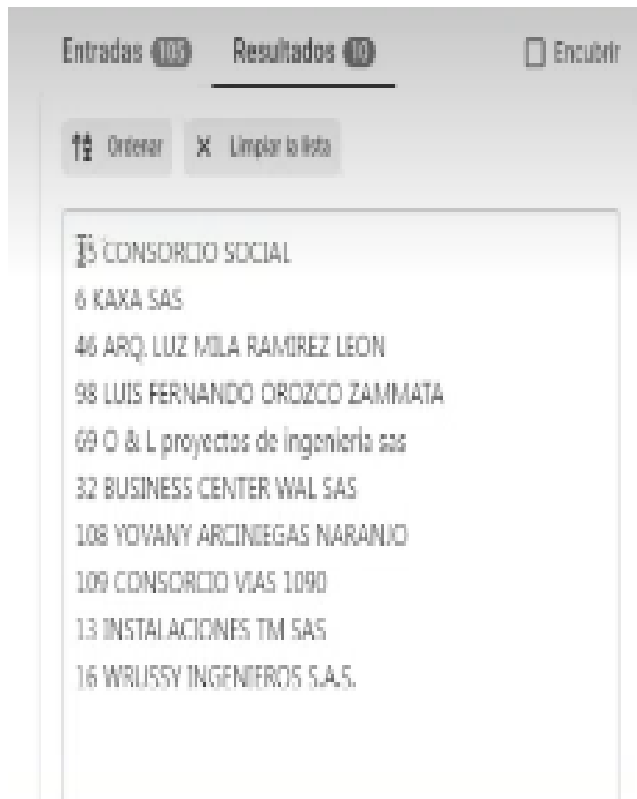 Entradas 105 Resultados 10 Encubrir
Ordenar Limpiar la lista
CONSORCIO SOCIAL
6 KAXA SAS
46 ARQ. LUZ MILA RAMIREZ LEON
98 LUIS FERNANDO OROZCO ZAMMATA
69 O & L proyectos de ingenieria sas
32 BUSINESS CENTER WAL SAS
108 YOVANY ARCINIEGAS NARANJO
109 CONSORCIO VIAS 1090
13 INSTALACIONES TM SAS
16 WRUSSY INGENIEROS S.A.S.